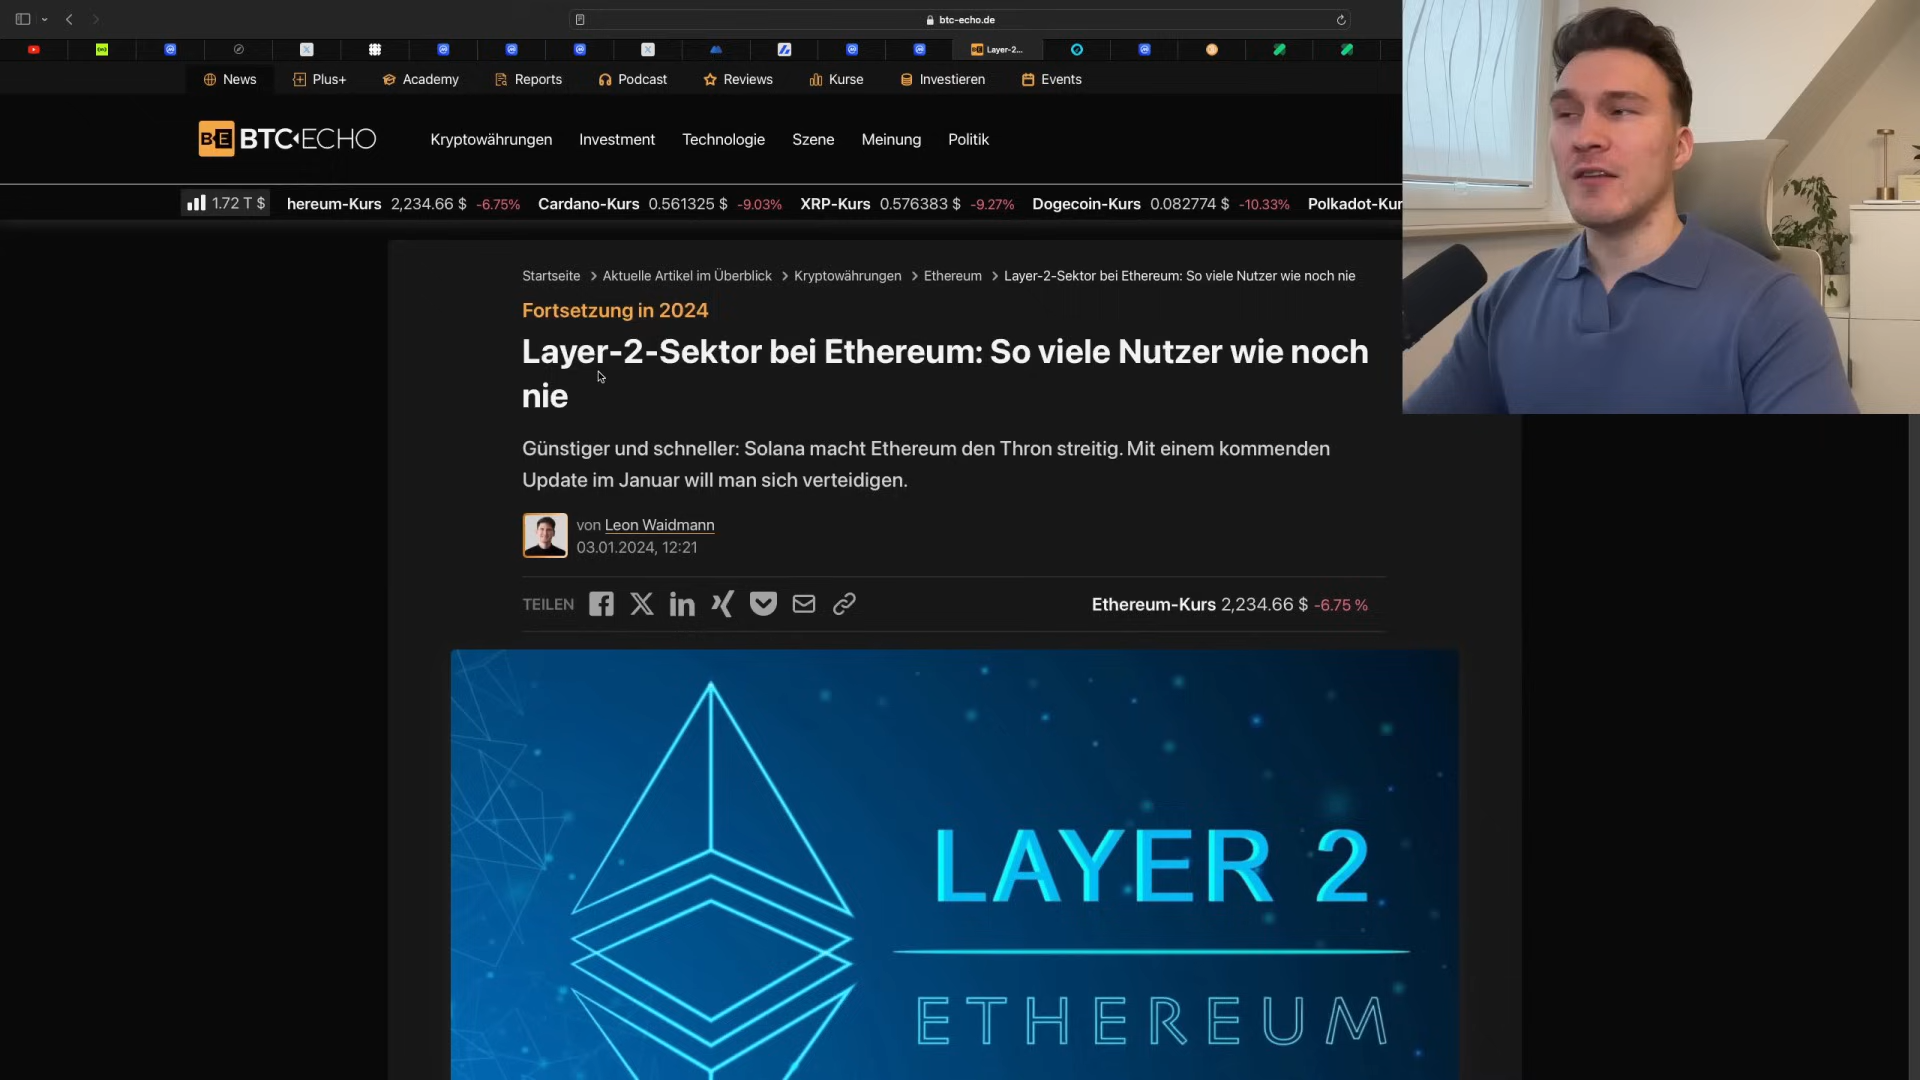 btc-echo.de
Layer-2...
News Plus+ Academy Reports Podcast Reviews Kurse Investieren Events
BE BTC ECHO Kryptowährungen Investment Technologie Szene Meinung Politik
1.72 T $ hereum-Kurs 2,234.66 $ -6.75% Cardano-Kurs 0.561325 $ -9.03% XRP-Kurs 0.576383 $ -9.27% Dogecoin-Kurs 0.082774 $ -10.33% Polkadot-Kur
Startseite > Aktuelle Artikel im Überblick > Kryptowährungen > Ethereum > Layer-2-Sektor bei Ethereum: So viele Nutzer wie noch nie
Fortsetzung in 2024
Layer-2-Sektor bei Ethereum: So viele Nutzer wie noch
nie
Günstiger und schneller: Solana macht Ethereum den Thron streitig. Mit einem kommenden
Update im Januar will man sich verteidigen.
von Leon Waidmann
03.01.2024, 12:21
TEILEN Ethereum-Kurs 2,234.66 $ -6.75 %
LAYER 2
ETHEREUM